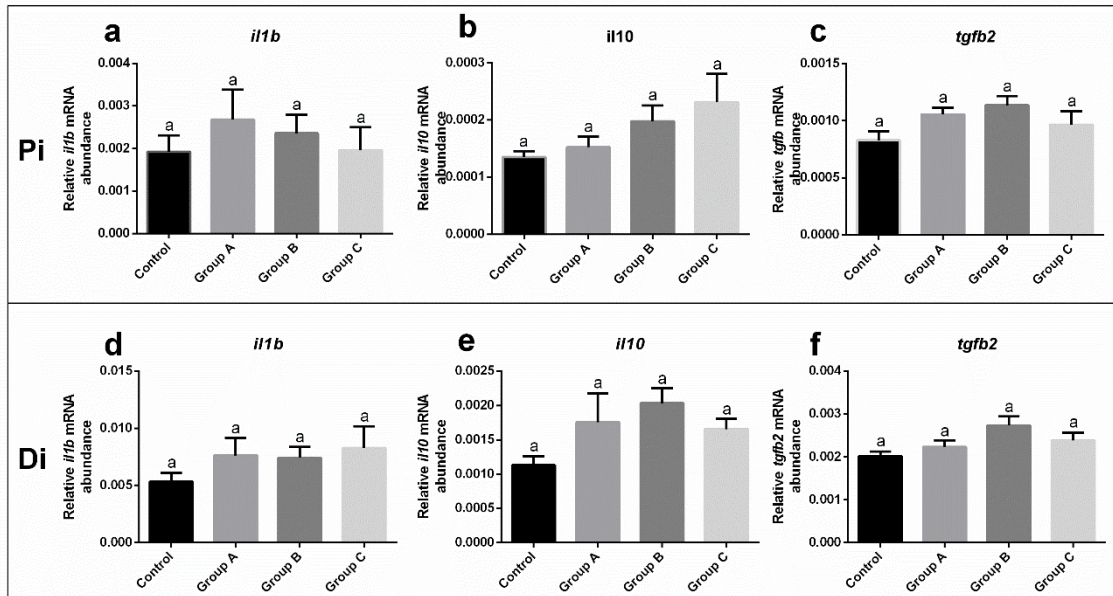 Pi
a
il1b
Relative il1b mRNA
abundance
0.004
0.003
0.002
0.001
0.000
a
a
a
a
Control
Group A
Group B
Group C
b
il10
Relative il10 mRNA
abundance
0.0003
0.0002
0.0001
0.0000
a
a
a
a
Control
Group A
Group B
Group C
c
tgfb2
Relative tgfb mRNA
abundance
0.0015
0.0010
0.0005
0.0000
a
a
a
a
Control
Group A
Group B
Group C
Di
d
il1b
Relative il1b mRNA
abundance
0.015
0.010
0.005
0.000
a
a
a
a
Control
Group A
Group B
Group C
e
il10
Relative il10 mRNA
abundance
0.0025
0.0020
0.0015
0.0010
0.0005
0.0000
a
a
a
a
Control
Group A
Group B
Group C
f
tgfb2
Relative tgfb2 mRNA
abundance
0.004
0.003
0.002
0.001
0.000
a
a
a
a
Control
Group A
Group B
Group C